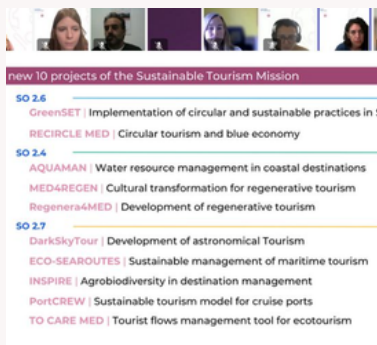 new 10 projects of the Sustainable Tourism Mission
SO 2.6
GreenSET | Implementation of circular and sustainable practices in
RECIRCLE MED | Circular tourism and blue economy
SO 2.4
AQUAMAN | Water resource management in coastal destinations
MED4REGEN | Cultural transformation for regenerative tourism
Regenera4MED | Development of regenerative tourism
SO 2.7
DarkSkyTour | Development of astronomical Tourism
ECO-SEAROUTES | Sustainable management of maritime tourism
INSPIRE | Agrobiodiversity in destination management
PortCREW | Sustainable tourism model for cruise ports
TO CARE MED | Tourist flows management tool for ecotourism